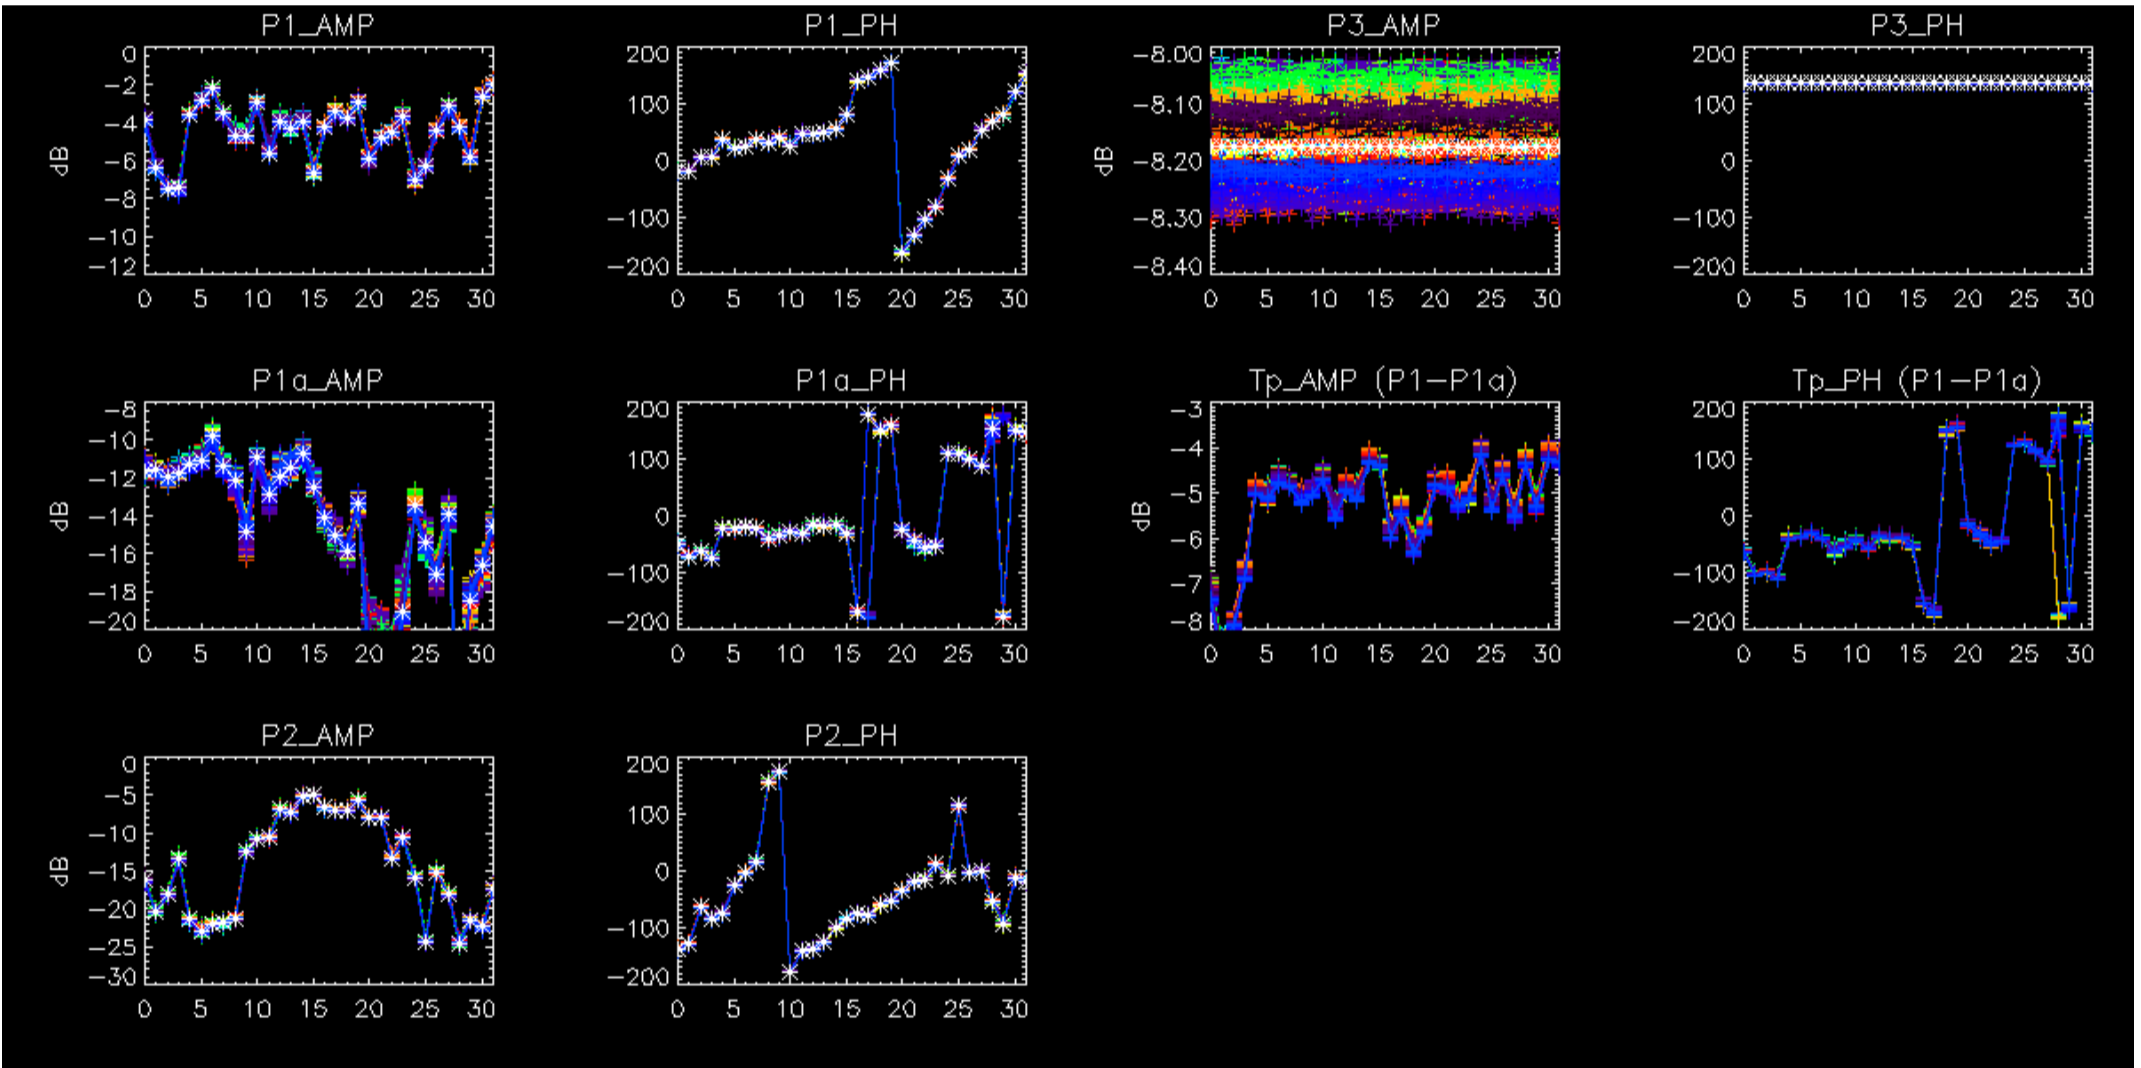 P1_AMP
P1_PH
P3_AMP
P3_PH
dB
0
-2
-4
-6
-8
-10
-12
0 5 10 15 20 25 30
200
100
0
-100
-200
0 5 10 15 20 25 30
dB
-8.00
-8.10
-8.20
-8.30
-8.40
0 5 10 15 20 25 30
200
100
0
-100
-200
0 5 10 15 20 25 30
P1a_AMP
P1a_PH
Tp_AMP (P1-P1a)
Tp_PH (P1-P1a)
dB
-8
-10
-12
-14
-16
-18
-20
0 5 10 15 20 25 30
200
100
0
-100
-200
0 5 10 15 20 25 30
dB
-3
-4
-5
-6
-7
-8
0 5 10 15 20 25 30
200
100
0
-100
-200
0 5 10 15 20 25 30
P2_AMP
P2_PH
dB
0
-5
-10
-15
-20
-25
-30
0 5 10 15 20 25 30
200
100
0
-100
-200
0 5 10 15 20 25 30